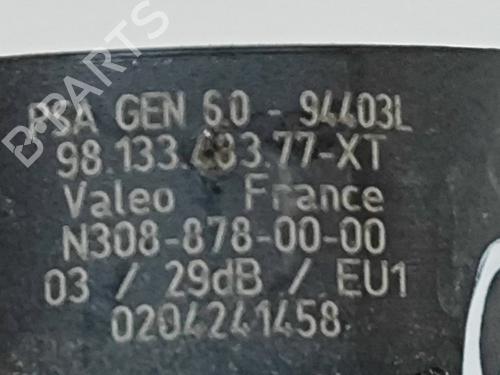 PSA GEN 6.0 - 94403L
98.133.483.77-XT
Valeo France
N308-878-00-00
03 / 29dB / EU1
0204241458
B-PARTS